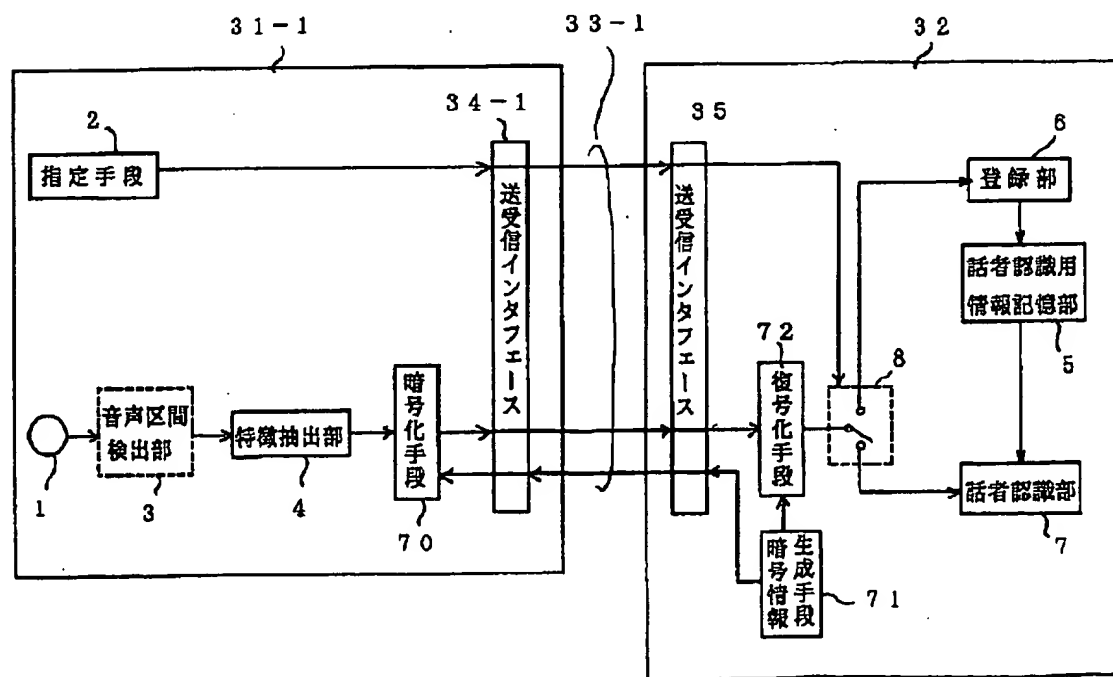 31-1
33-1
32
2
指定手段
34-1
送受信インタフェース
35
送受信インタフェース
6
登録部
話者認識用
情報記憶部
5
1
音声区間
検出部
3
特徴抽出部
4
暗号化手段
70
72
復号化手段
8
話者認識部
7
暗号情報
生成手段
71